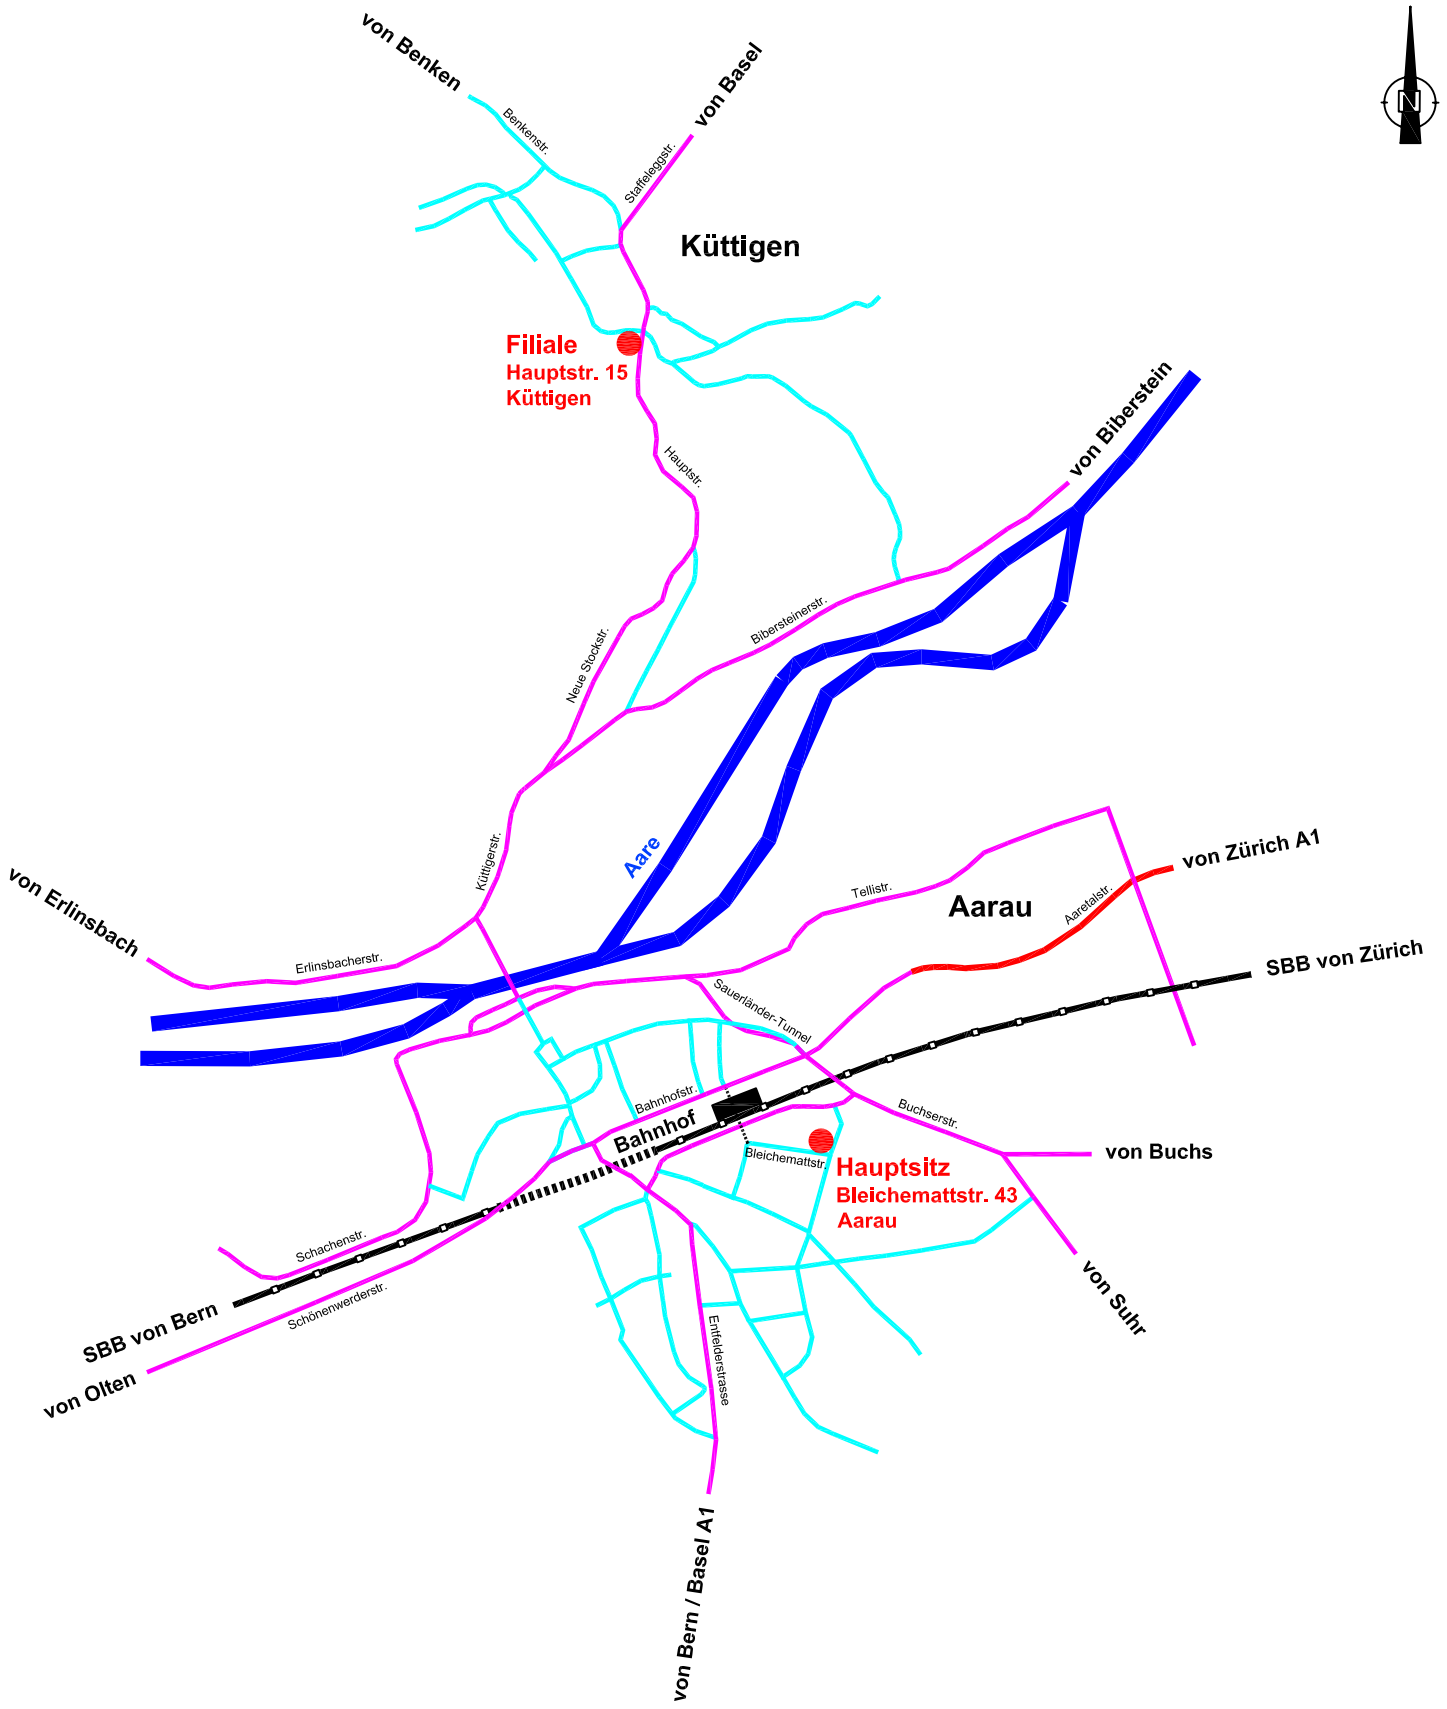 von Benken
von Basel
N
Benkenstr.
Staffeleggstr.
Küttigen
Filiale
Hauptstr. 15
Küttigen
von Biberstein
Hauptstr.
Bibersteinerstr.
Neue Stockstr.
Küttigerstr.
Aare
von Zürich A1
Tellistr.
Aarau
Aaretalstr.
von Erlinsbach
Erlinsbacherstr.
SBB von Zürich
Sauerländer-Tunnel
Bahnhofstr.
Buchserstr.
Bahnhof
Bleichemattstr.
von Buchs
Hauptsitz
Bleichemattstr. 43
Aarau
Schachenstr.
Schönenwerderstr.
SBB von Bern
von Suhr
von Olten
Entfelderstrasse
von Bern / Basel A1